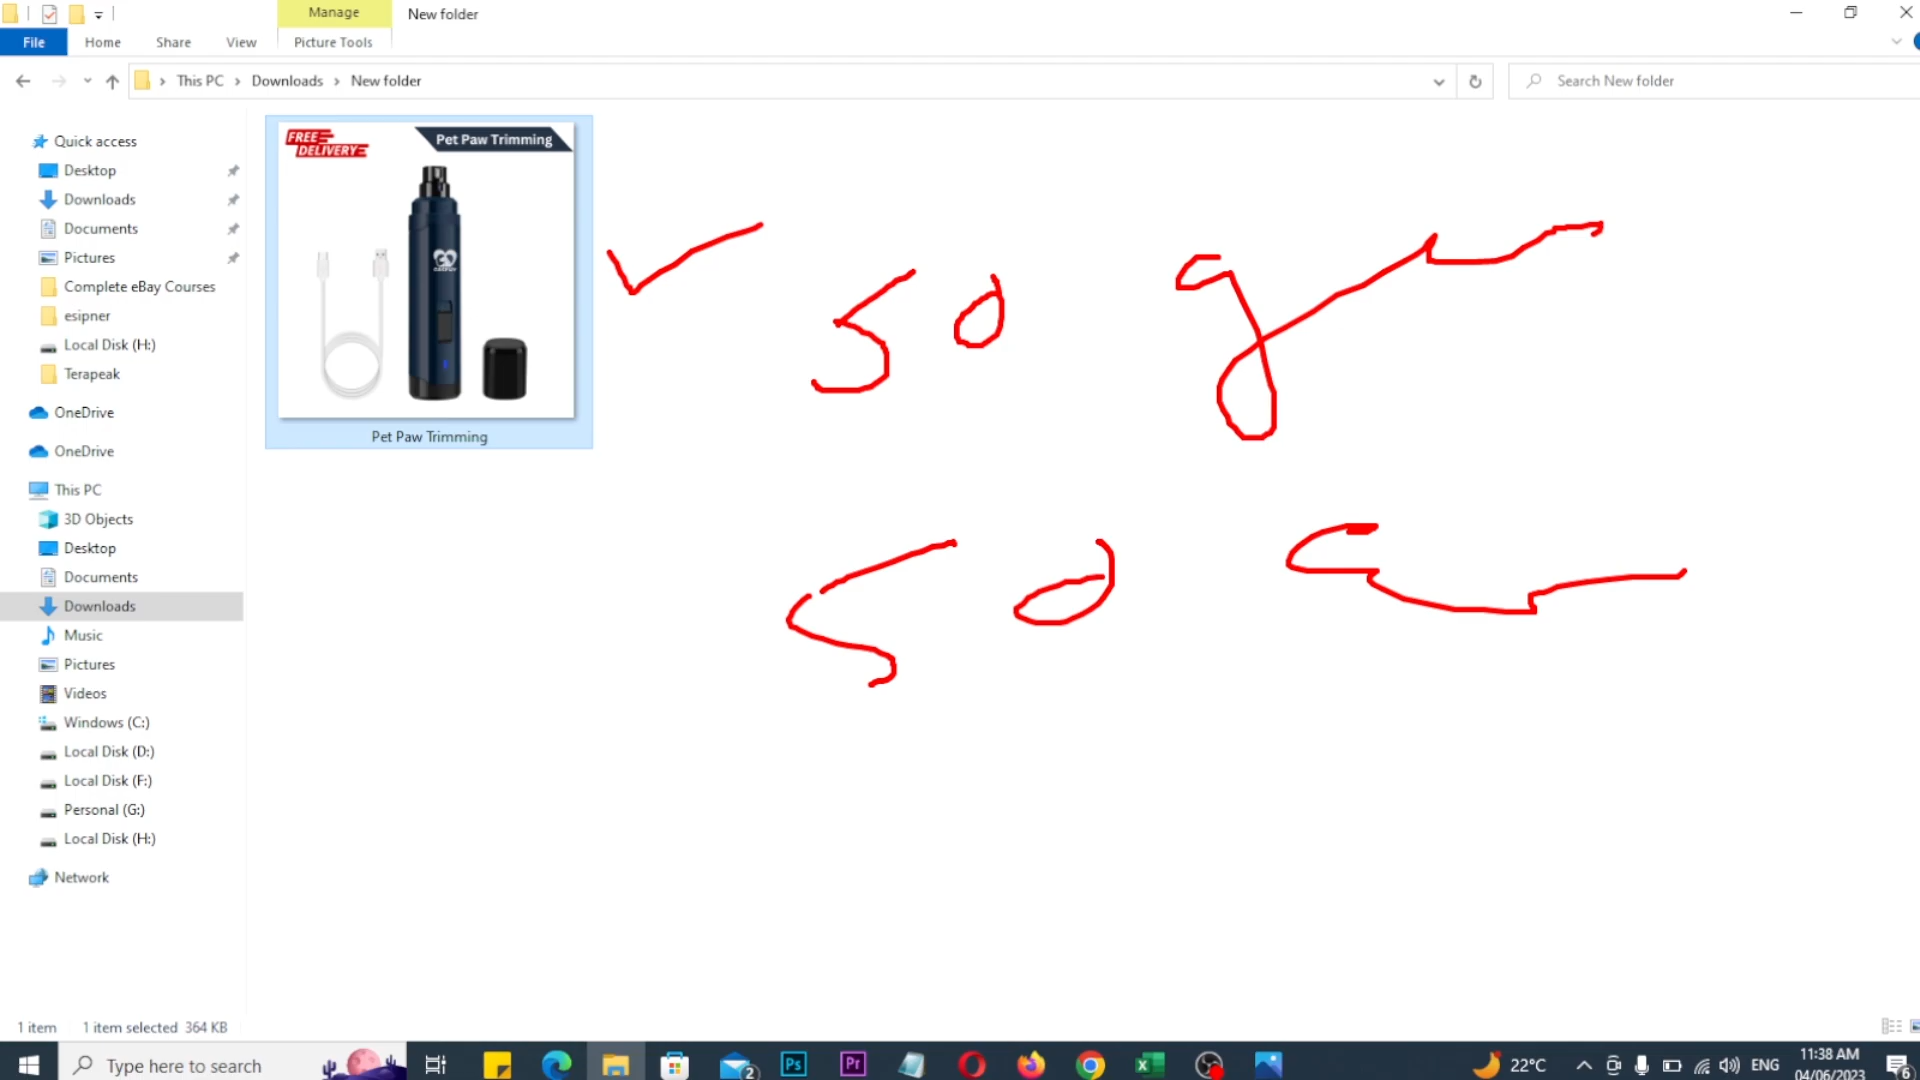 Manage
New folder
File
Home
Share
View
Picture Tools
This PC
Downloads
New folder
Search New folder
Quick access
Desktop
Downloads
Documents
Pictures
Complete eBay Courses
esipner
Local Disk (H:)
Terapeak
OneDrive
OneDrive
This PC
3D Objects
Desktop
Documents
Downloads
Music
Pictures
Videos
Windows (C:)
Local Disk (D:)
Local Disk (F:)
Personal (G:)
Local Disk (H:)
Network
FREE DELIVERY
Pet Paw Trimming
Pet Paw Trimming
50
50
1 item
1 item selected 364 KB
Type here to search
2
Ps
Pr
22°C
ENG
11:38 AM
04/06/2023
6